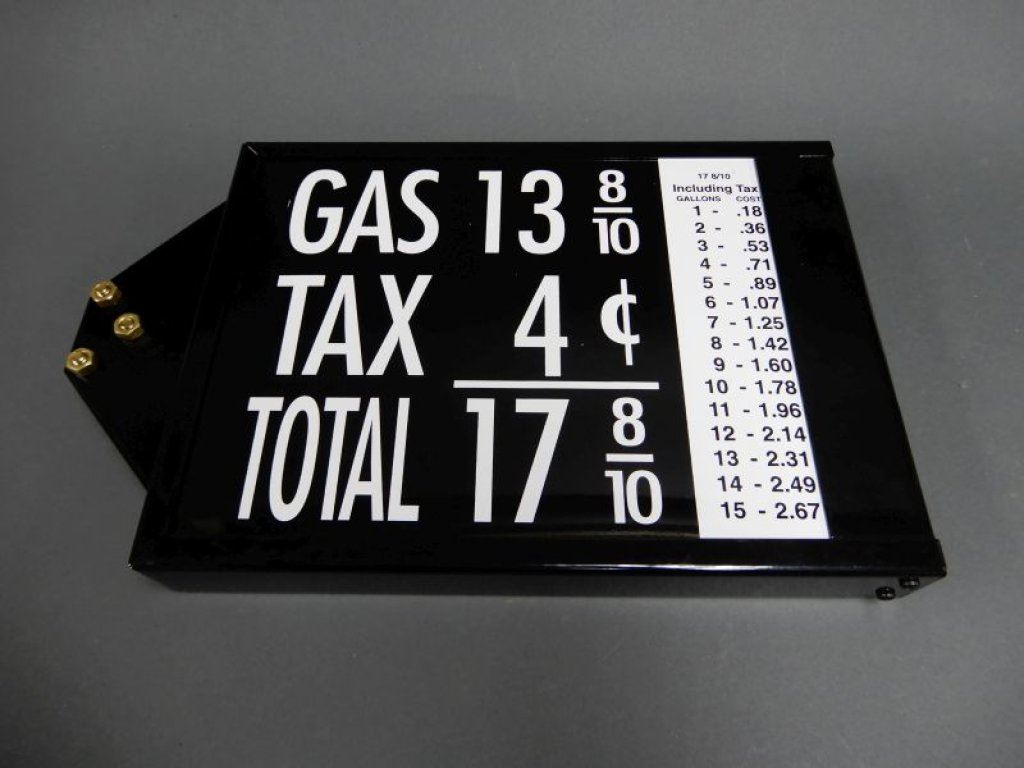 GAS 13 8/10
TAX 4 ¢
TOTAL 17 8/10
17 8/10
Including Tax
GALLONS COST
1 - .18
2 - .36
3 - .53
4 - .71
5 - .89
6 - 1.07
7 - 1.25
8 - 1.42
9 - 1.60
10 - 1.78
11 - 1.96
12 - 2.14
13 - 2.31
14 - 2.49
15 - 2.67